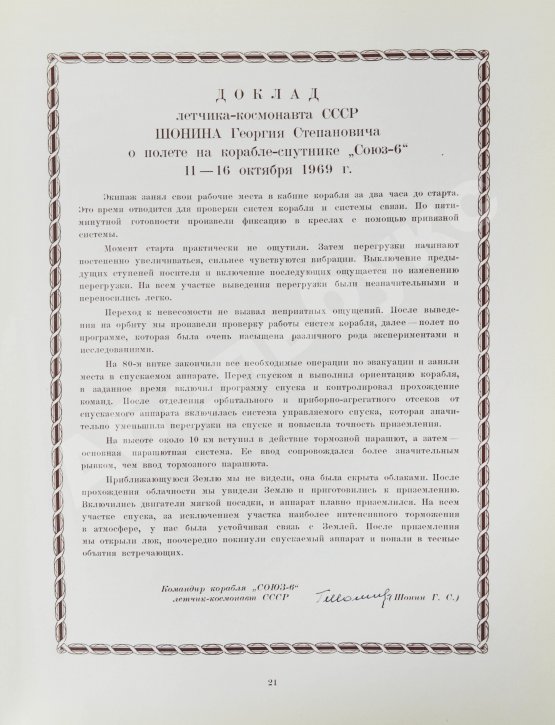 ДОКЛАД
летчика-космонавта СССР
ШОНИНА Георгия Степановича
о полете на корабле-спутнике „Союз-6“
11—16 октября 1969 г.
Экипаж занял свои рабочие места в кабине корабля за два часа до старта.
Это время отводится для проверки систем корабля и системы связи. По пяти-
минутной готовности произвели фиксацию в креслах с помощью привязной
системы.
Момент старта практически не ощутили. Затем перегрузки начинают
постепенно увеличиваться, сильнее чувствуются вибрации. Выключение преды-
дущих ступеней носителя и включение последующих ощущается по изменению
перегрузки. На всем участке выведения перегрузки были незначительными и
переносились легко.
Переход к невесомости не вызвал неприятных ощущений. После выведе-
ния на орбиту мы произвели проверку работы систем корабля, далее — полет по
программе, которая была очень насыщена различного рода экспериментами и
исследованиями.
На 80-м витке закончили все необходимые операции по эвакуации и заняли
места в спускаемом аппарате. Перед спуском я выполнил ориентацию корабля,
в заданное время включил программу спуска и контролировал прохождение
команд. После отделения орбитального и приборно-агрегатного отсеков от
спускаемого аппарата включилась система управляемого спуска, которая значи-
тельно уменьшила перегрузки на спуске и повысила точность приземления.
На высоте около 10 км вступил в действие тормозной парашют, а затем —
основная парашютная система. Ее ввод сопровождался более значительным
рывком, чем ввод тормозного парашюта.
Приближающуюся Землю мы не видели, она была скрыта облаками. После
прохождения облачности мы увидели Землю и приготовились к приземлению.
Включились двигатели мягкой посадки, и аппарат плавно приземлился. На всем
участке спуска, за исключением участка наиболее интенсивного торможения
в атмосфере, у нас была устойчивая связь с Землей. После приземления
мы открыли люк, поочередно покинули спускаемый аппарат и попали в тесные
объятия встречающих.
Командир корабля „СОЮЗ-6“
летчик-космонавт СССР
(Шонин Г. С.)
21